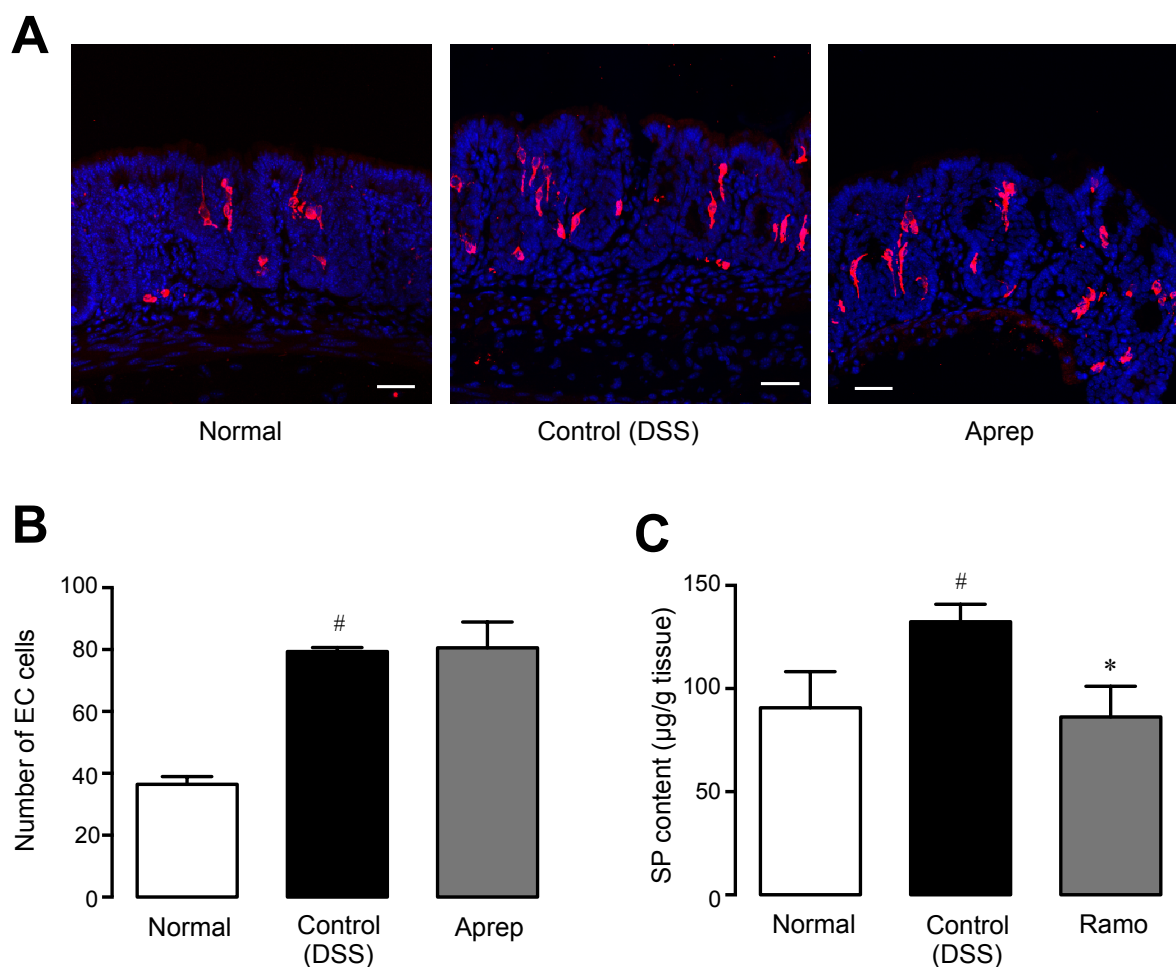 A
Normal
Control (DSS)
Aprep
B
Number of EC cells
100
80
60
40
20
0
#
Normal
Control
(DSS)
Aprep
C
SP content (µg/g tissue)
150
100
50
0
#
*
Normal
Control
(DSS)
Ramo